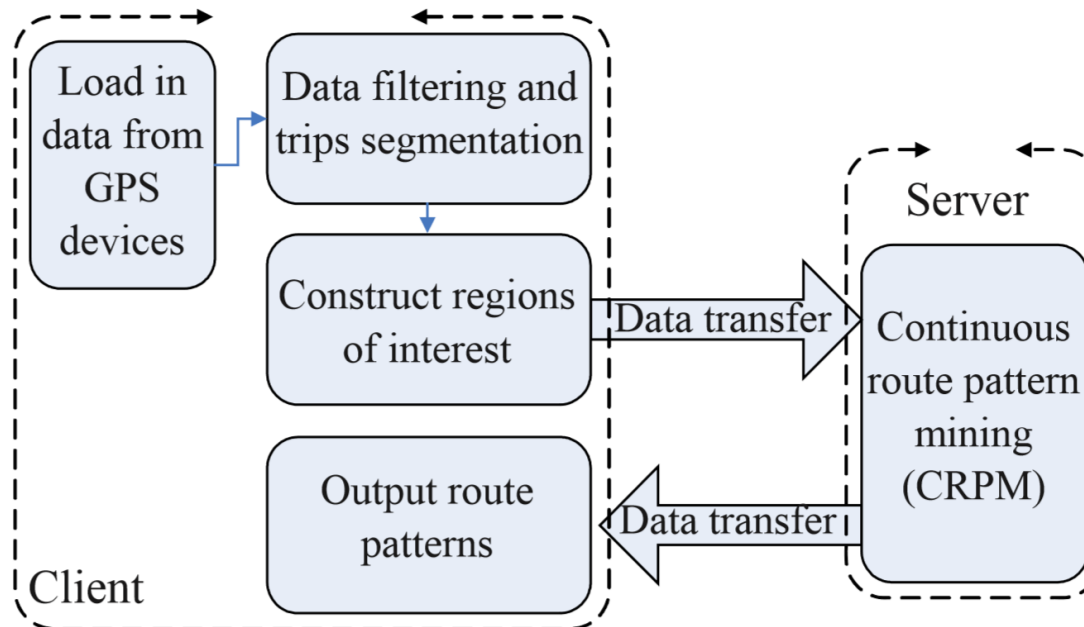 Load in
data from
GPS
devices
Data filtering and
trips segmentation
Construct regions
of interest
Data transfer
Server
Continuous
route pattern
mining
(CRPM)
Output route
patterns
Data transfer
Client